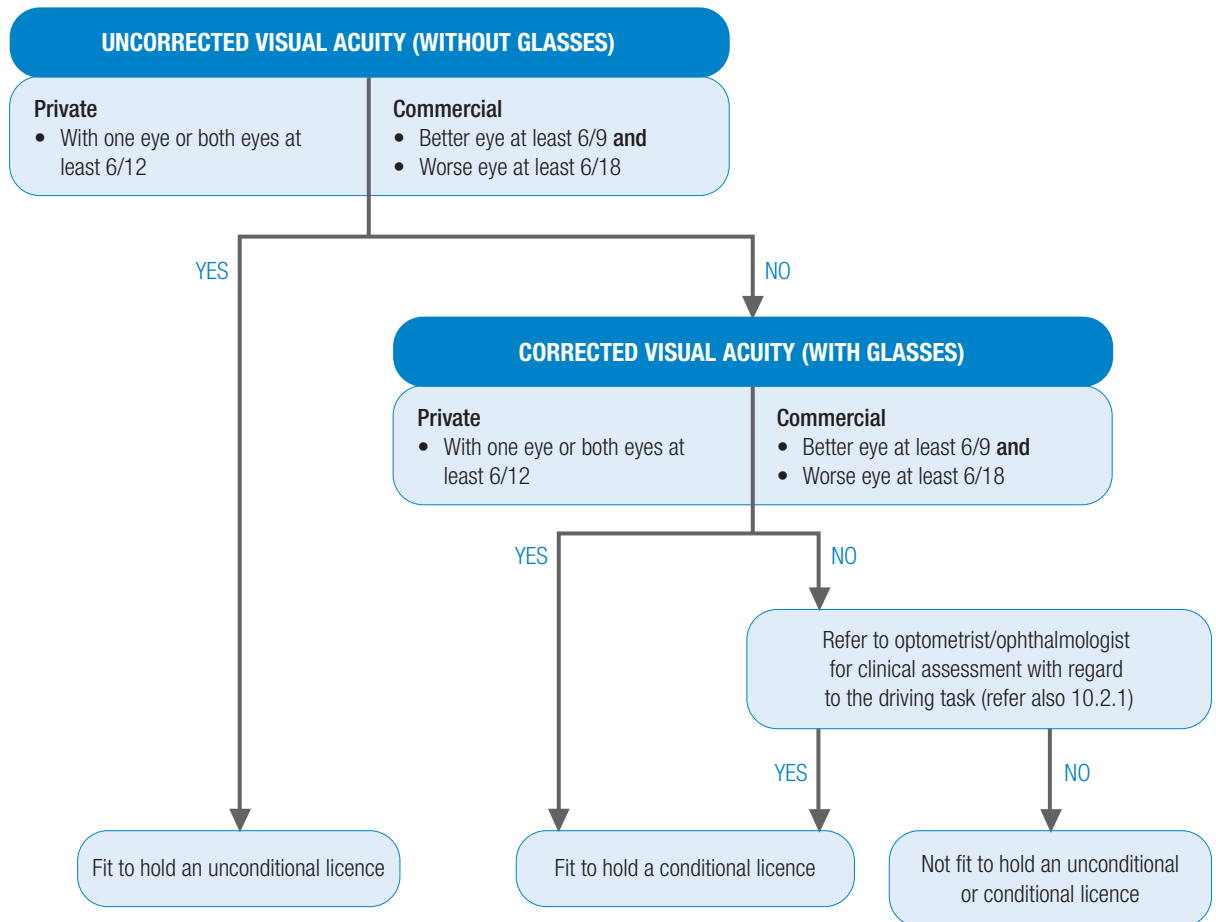 UNCORRECTED VISUAL ACUITY (WITHOUT GLASSES)
Private
• With one eye or both eyes at
least 6/12
Commercial
• Better eye at least 6/9 and
• Worse eye at least 6/18
YES
NO
CORRECTED VISUAL ACUITY (WITH GLASSES)
Private
• With one eye or both eyes at
least 6/12
Commercial
• Better eye at least 6/9 and
• Worse eye at least 6/18
YES
NO
Refer to optometrist/ophthalmologist
for clinical assessment with regard
to the driving task (refer also 10.2.1)
YES
NO
Fit to hold an unconditional licence
Fit to hold a conditional licence
Not fit to hold an unconditional
or conditional licence